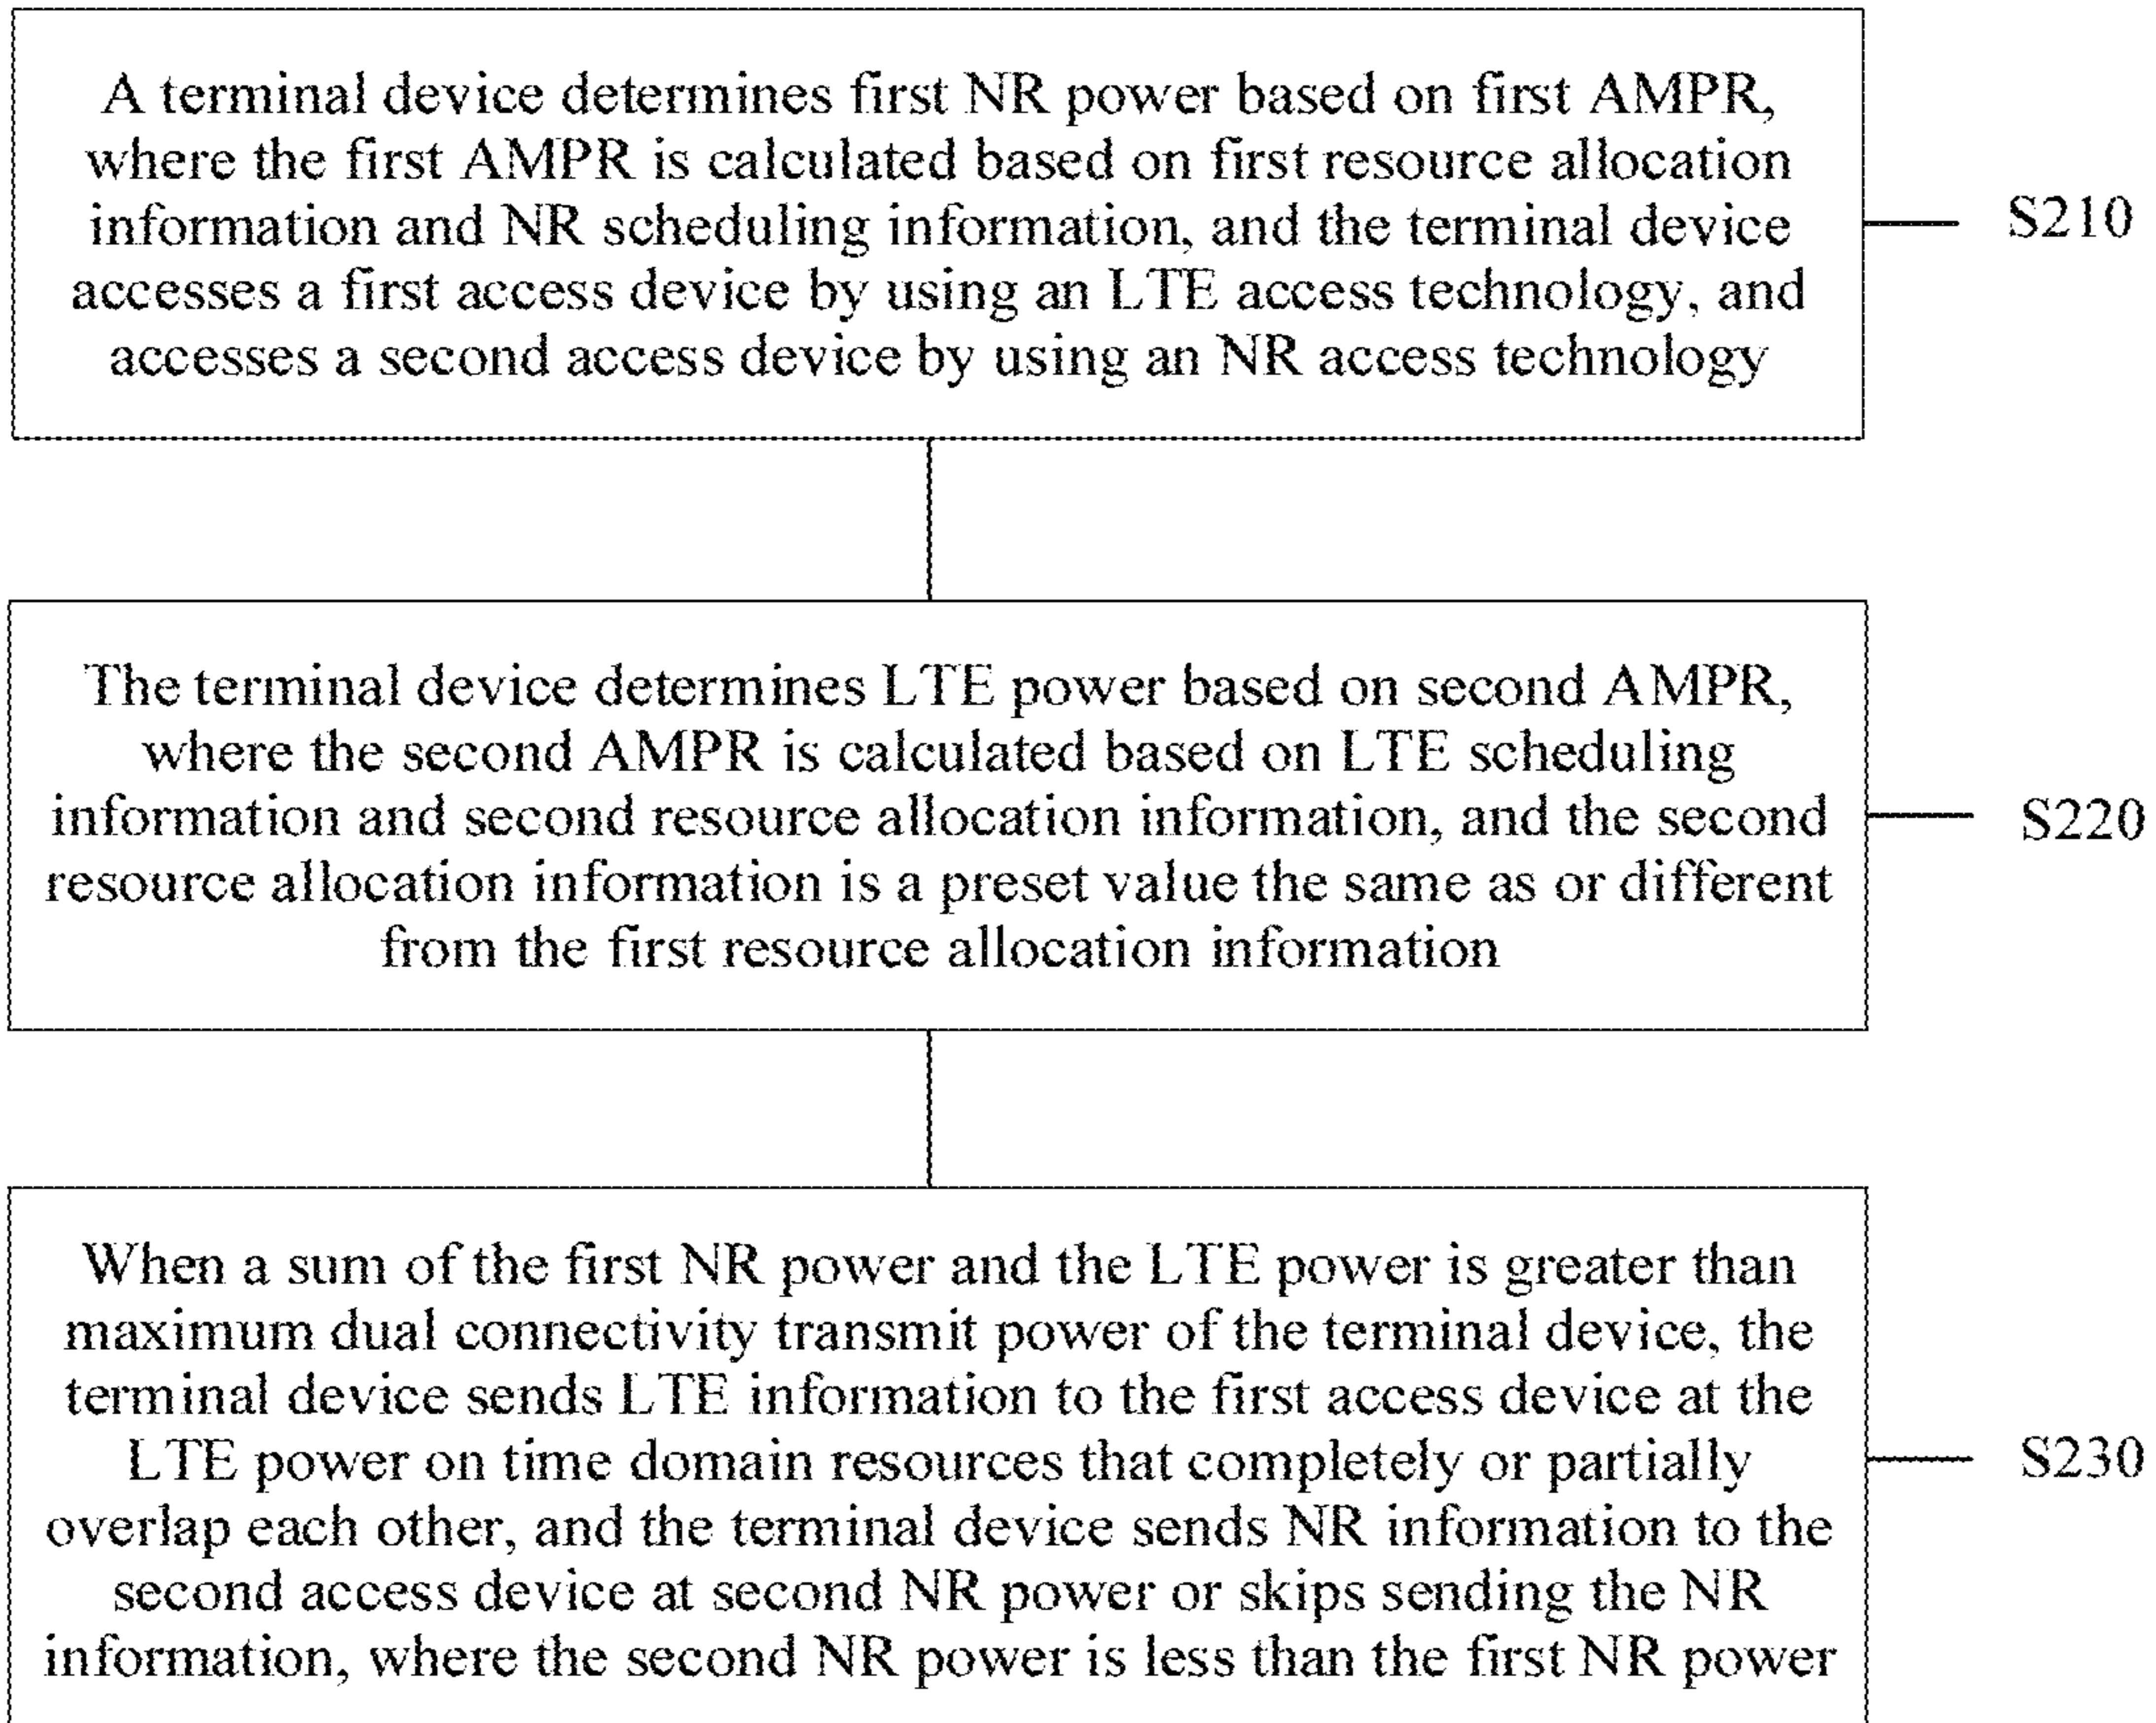 A terminal device determines first NR power based on first AMPR,
where the first AMPR is calculated based on first resource allocation
information and NR scheduling information, and the terminal device
accesses a first access device by using an LTE access technology, and
accesses a second access device by using an NR access technology
S210
The terminal device determines LTE power based on second AMPR,
where the second AMPR is calculated based on LTE scheduling
information and second resource allocation information, and the second
resource allocation information is a preset value the same as or different
from the first resource allocation information
S220
When a sum of the first NR power and the LTE power is greater than
maximum dual connectivity transmit power of the terminal device, the
terminal device sends LTE information to the first access device at the
LTE power on time domain resources that completely or partially
overlap each other, and the terminal device sends NR information to the
second access device at second NR power or skips sending the NR
information, where the second NR power is less than the first NR power
S230